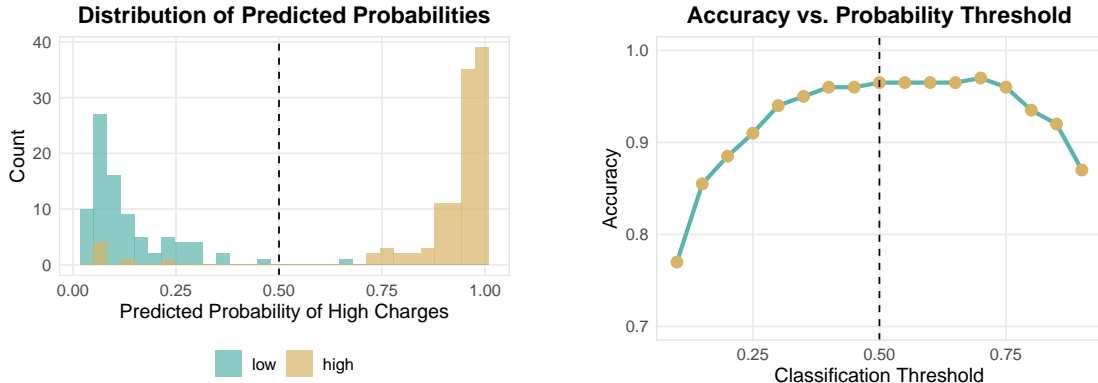 Distribution of Predicted Probabilities
40
30
20
10
0
Count
0.00 0.25 0.50 0.75 1.00
Predicted Probability of High Charges
low high
Accuracy vs. Probability Threshold
1.0
0.9
0.8
0.7
Accuracy
0.25 0.50 0.75
Classification Threshold